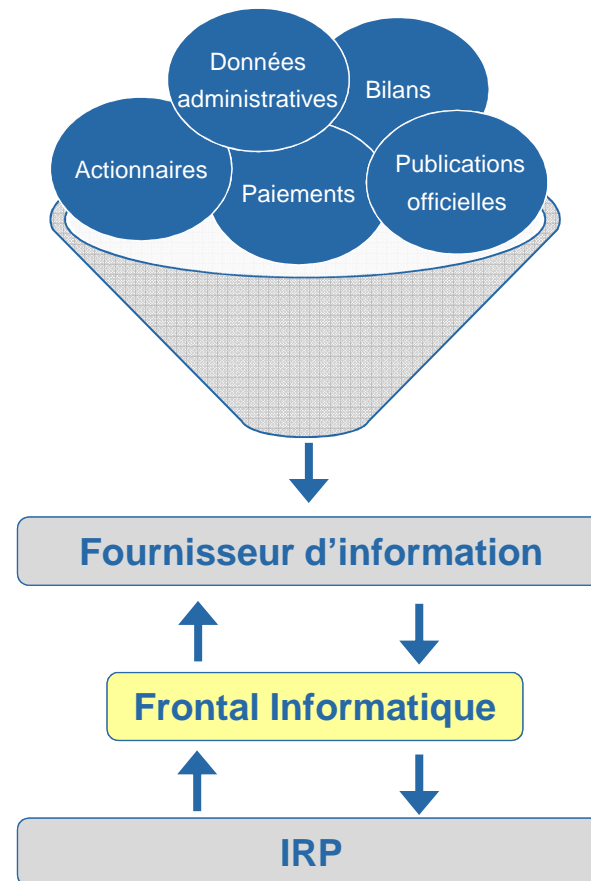 Données
administratives
Bilans
Actionnaires
Paiements
Publications
officielles
Fournisseur d’information
Frontal Informatique
IRP